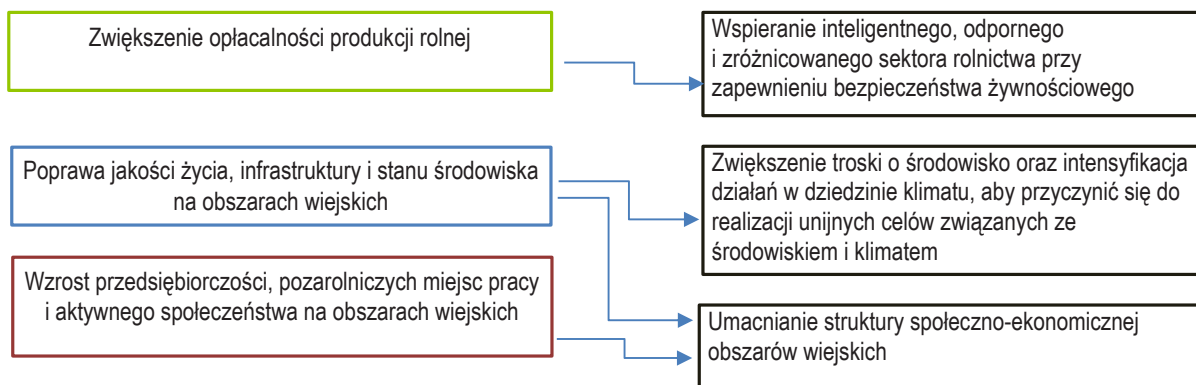 Zwiększenie opłacalności produkcji rolnej
Wspieranie inteligentnego, odpornego
i zróżnicowanego sektora rolnictwa przy
zapewnieniu bezpieczeństwa żywnościowego
Poprawa jakości życia, infrastruktury i stanu środowiska
na obszarach wiejskich
Zwiększenie troski o środowisko oraz intensyfikacja
działań w dziedzinie klimatu, aby przyczynić się do
realizacji unijnych celów związanych ze
środowiskiem i klimatem
Wzrost przedsiębiorczości, pozarolniczych miejsc pracy
i aktywnego społeczeństwa na obszarach wiejskich
Umacnianie struktury społeczno-ekonomicznej
obszarów wiejskich